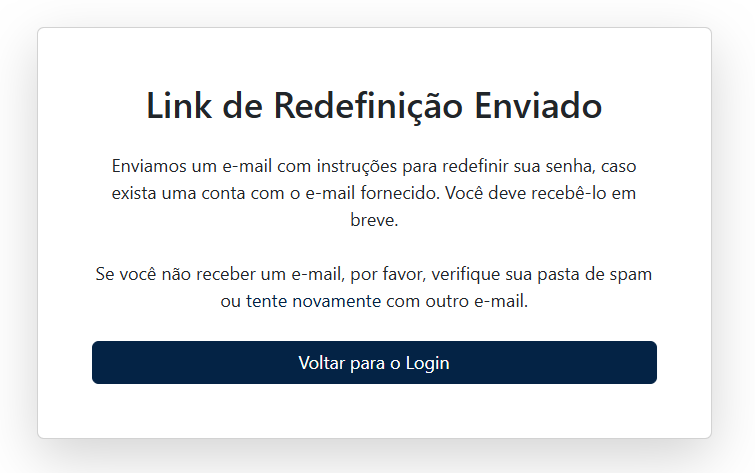 Link de Redefinição Enviado
Enviamos um e-mail com instruções para redefinir sua senha, caso
exista uma conta com o e-mail fornecido. Você deve recebê-lo em
breve.
Se você não receber um e-mail, por favor, verifique sua pasta de spam
ou tente novamente com outro e-mail.
Voltar para o Login